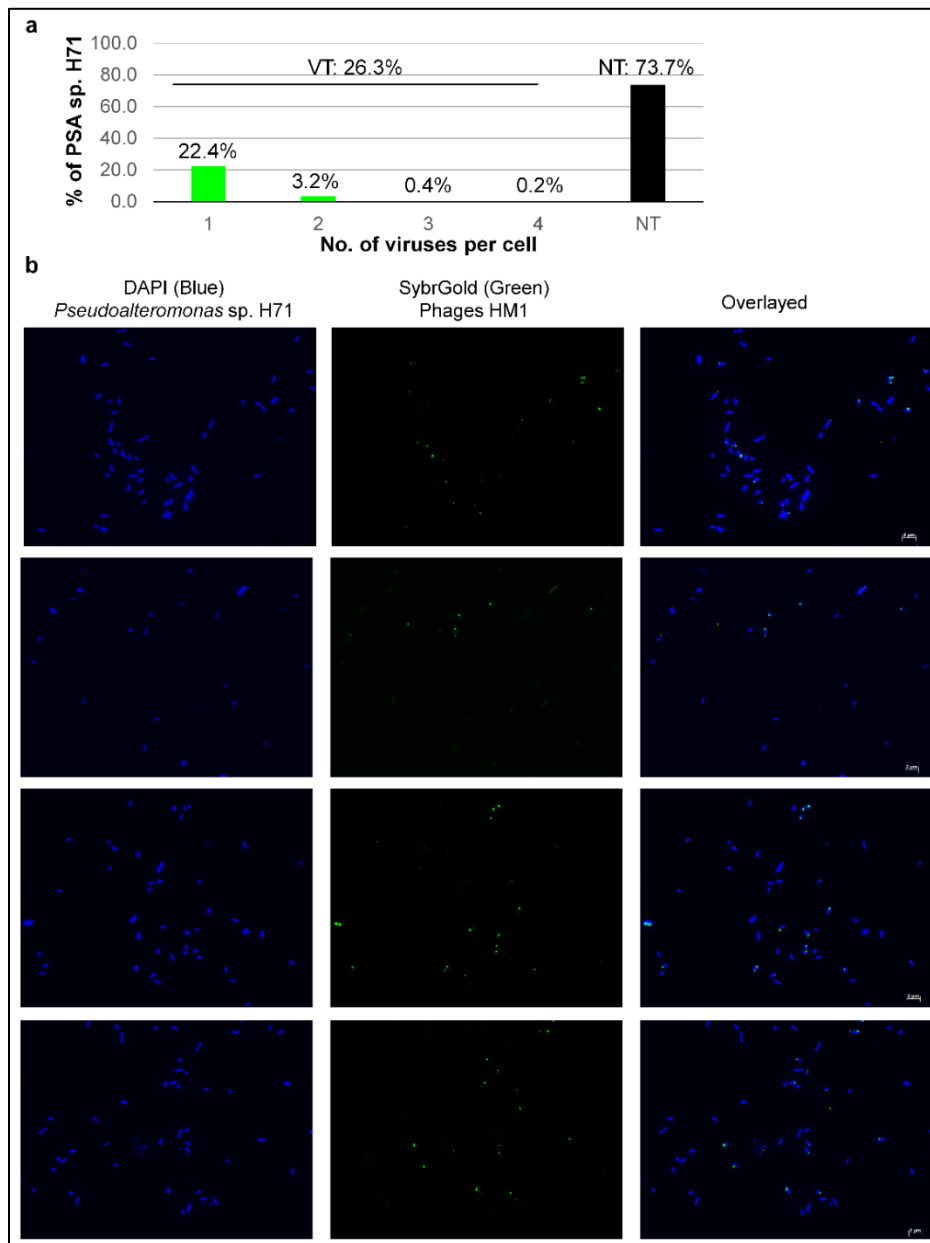 a
100.0
80.0
60.0
40.0
20.0
0.0
% of PSA sp. H71
VT: 26.3%
NT: 73.7%
22.4%
3.2%
0.4%
0.2%
1
2
3
4
NT
No. of viruses per cell
b
DAPI (Blue)
Pseudoalteromonas sp. H71
SybrGold (Green)
Phages HM1
Overlayed